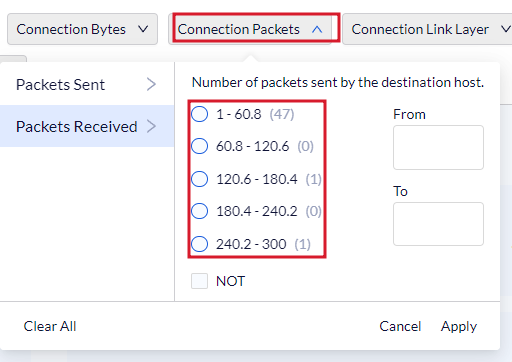 Connection Bytes
Connection Packets
Connection Link Layer
Packets Sent
Packets Received
Number of packets sent by the destination host.
1 - 60.8 (47)
60.8 - 120.6 (0)
120.6 - 180.4 (1)
180.4 - 240.2 (0)
240.2 - 300 (1)
NOT
From
To
Clear All
Cancel
Apply